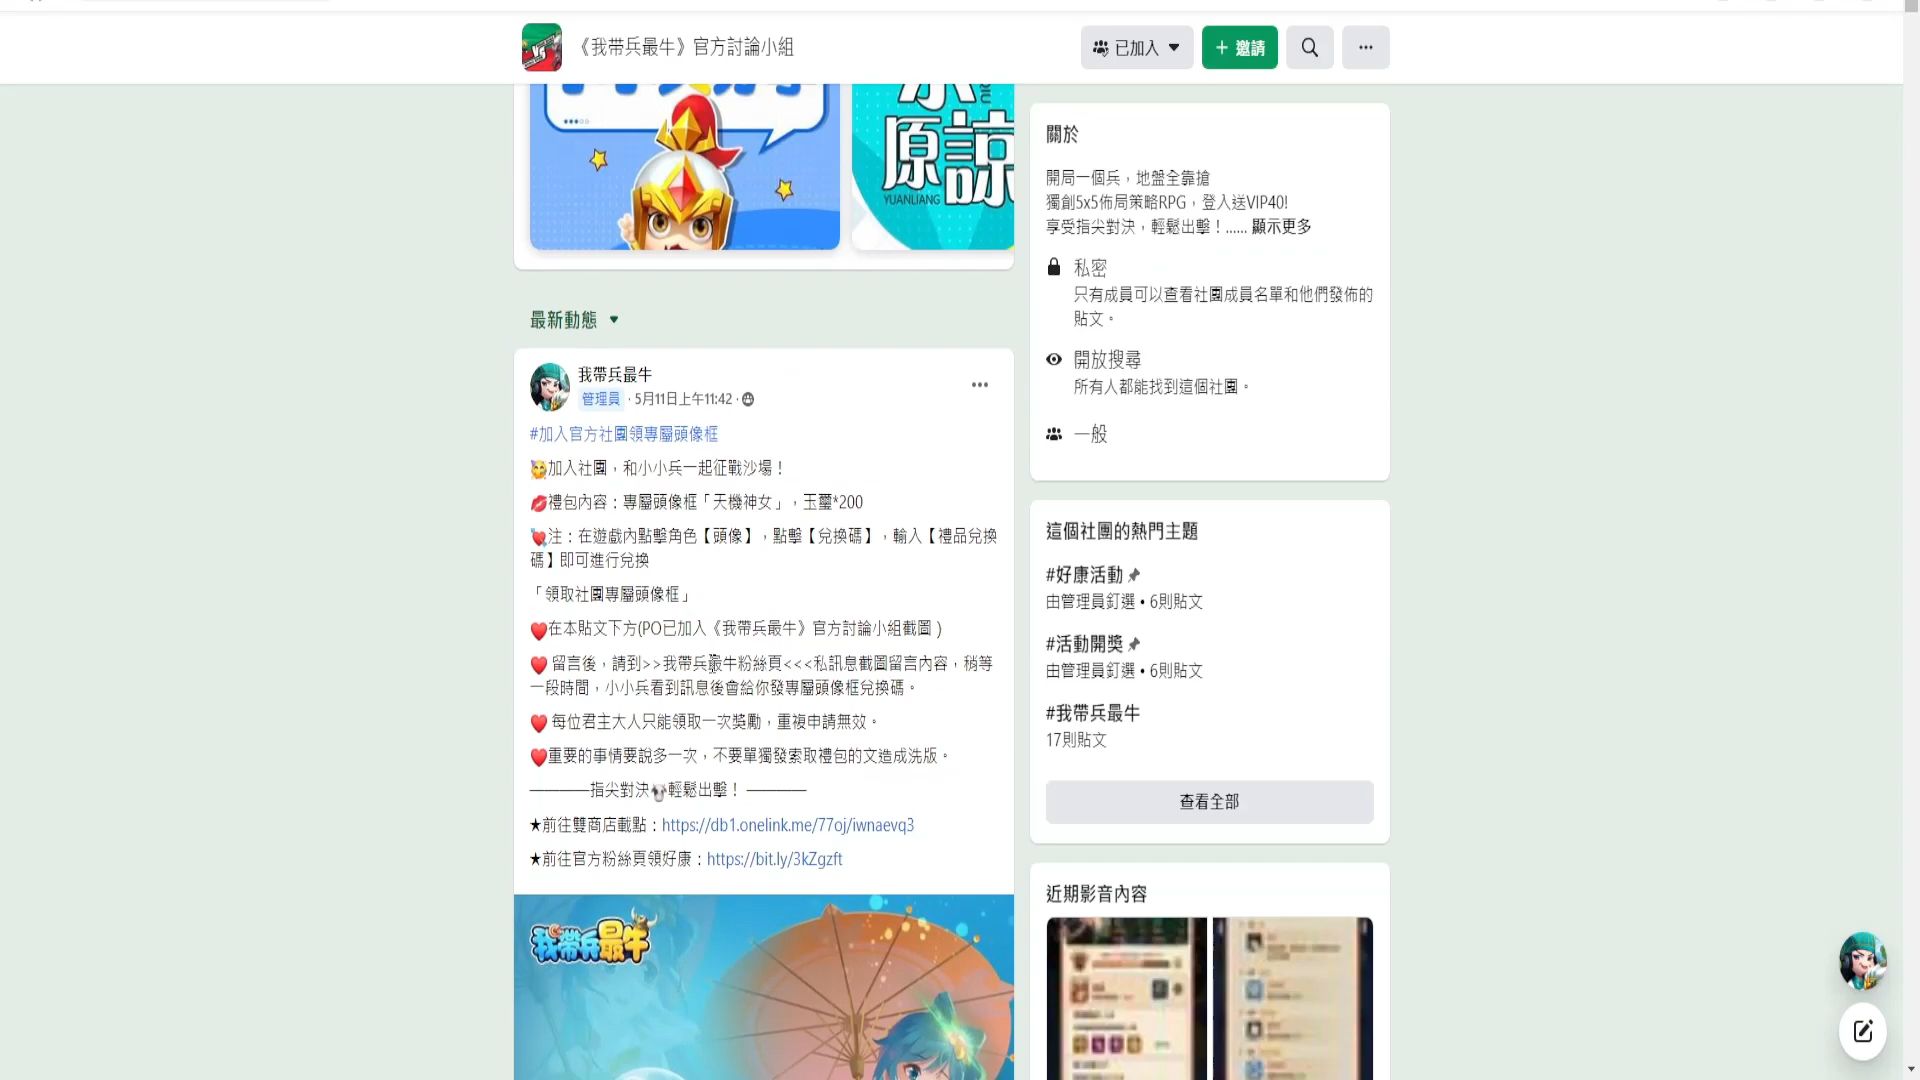 《我帶兵最牛》官方討論小組
已加入
+ 邀請
原諒
YUANLIANG
最新動態
我帶兵最牛
管理員 · 5月11日上午11:42 ·
#加入官方社團領專屬頭像框
加入社團，和小小兵一起征戰沙場！
禮包內容：專屬頭像框「天機神女」，玉璽*200
注：在遊戲內點擊角色【頭像】，點擊【兌換碼】，輸入【禮品兌換
碼】即可進行兌換
「領取社團專屬頭像框」
在本貼文下方(PO已加入《我帶兵最牛》官方討論小組截圖 )
留言後，請到>>我帶兵最牛粉絲頁<<<私訊息截圖留言內容，稍等
一段時間，小小兵看到訊息後會給你發專屬頭像框兌換碼。
每位君主大人只能領取一次獎勵，重複申請無效。
重要的事情要說多一次，不要單獨發索取禮包的文造成洗版。
————指尖對決輕鬆出擊！————
★前往雙商店載點：https://db1.onelink.me/77oj/iwnaevq3
★前往官方粉絲頁領好康：https://bit.ly/3kZgzft
我帶兵最牛
關於
開局一個兵，地盤全靠搶
獨創5x5佈局策略RPG，登入送VIP40!
享受指尖對決，輕鬆出擊！...... 顯示更多
私密
只有成員可以查看社團成員名單和他們發佈的
貼文。
開放搜尋
所有人都能找到這個社團。
一般
這個社團的熱門主題
#好康活動
由管理員釘選 • 6則貼文
#活動開獎
由管理員釘選 • 6則貼文
#我帶兵最牛
17則貼文
查看全部
近期影音內容